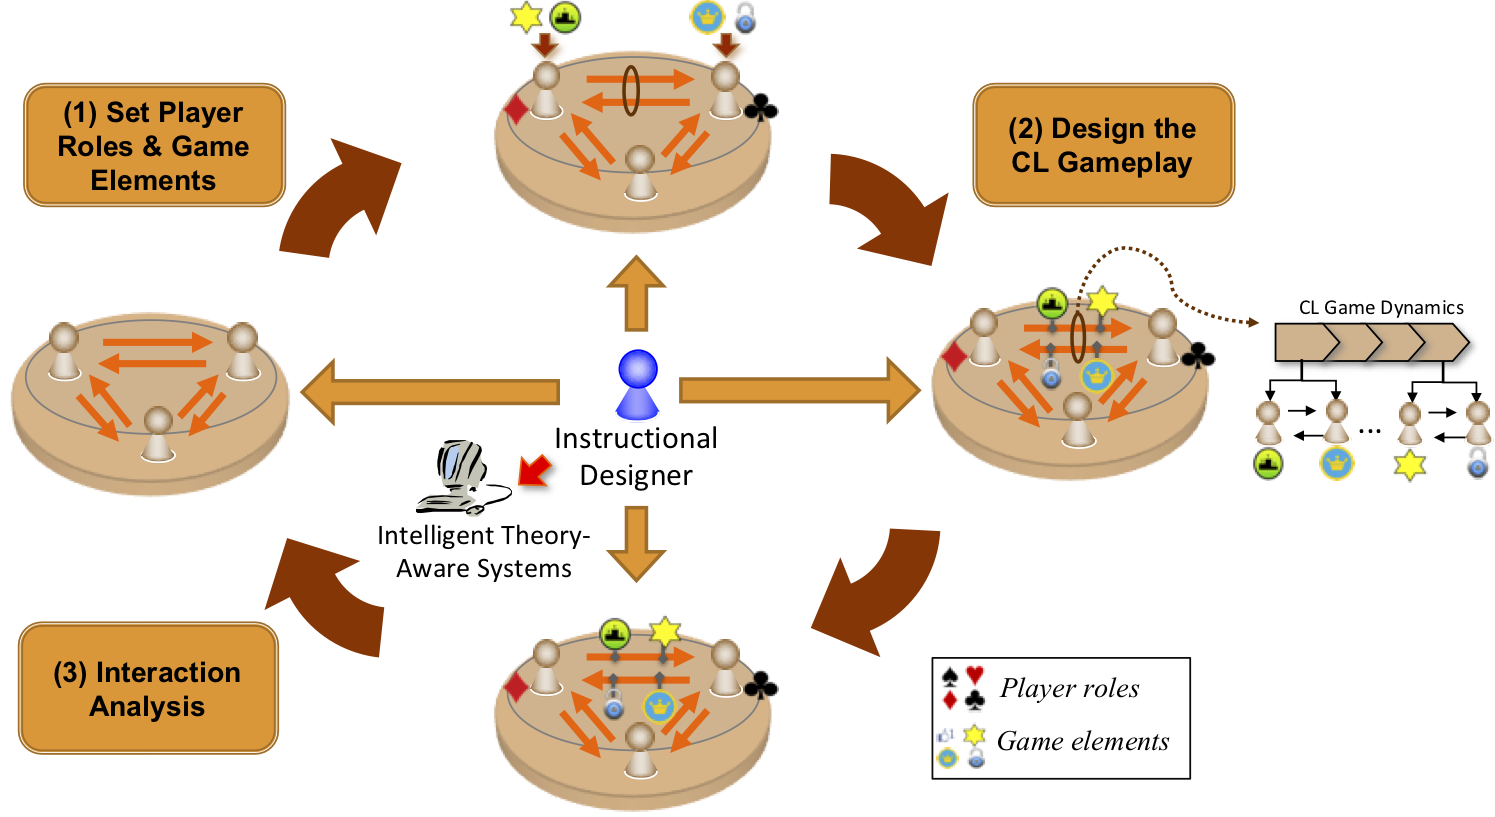 (1) Set Player
Roles & Game
Elements
(2) Design the
CL Gameplay
CL Game Dynamics
...
Instructional
Designer
Intelligent Theory-
Aware Systems
(3) Interaction
Analysis
Player roles
1
Game elements